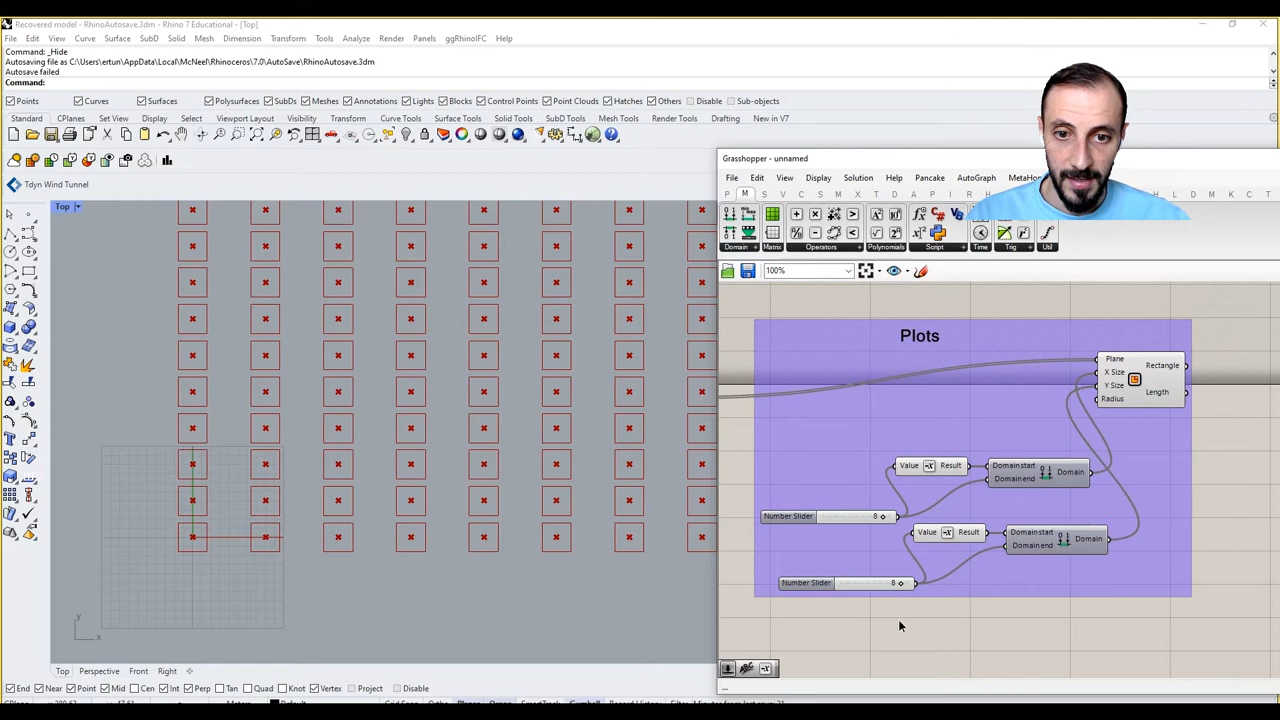 Recovered model - RhinoAutosave.3dm - Rhino 7 Educational - [Top]
File Edit View Curve Surface SubD Solid Mesh Dimension Transform Tools Analyze Render Panels ggRhinoIFC Help
Command: _Hide
Autosaving file as C:\Users\ertun\AppData\Local\McNeel\Rhinoceros\7.0\AutoSave\RhinoAutosave.3dm
Autosave failed
Command:
Points Curves Surfaces Polysurfaces SubDs Meshes Annotations Lights Blocks Control Points Point Clouds Hatches Others Disable Sub-objects
Standard CPlanes Set View Display Select Viewport Layout Visibility Transform Curve Tools Surface Tools Solid Tools SubD Tools Mesh Tools Render Tools Drafting New in V7
Tdyn Wind Tunnel
Top
y
x
Top Perspective Front Right
End Near Point Mid Cen Int Perp Tan Quad Knot Vertex Project Disable
Grasshopper - unnamed
File Edit View Display Solution Help Pancake AutoGraph
P M S V C
Domain Matrix Operators Polynomials Script Time Trig Util
100%
Plots
Plane
X Size
Y Size
Radius
Rectangle
Length
Value -x Result
Domain start
Domain end
Domain
Number Slider 8
Value -x Result
Domain start
Domain end
Domain
Number Slider 8